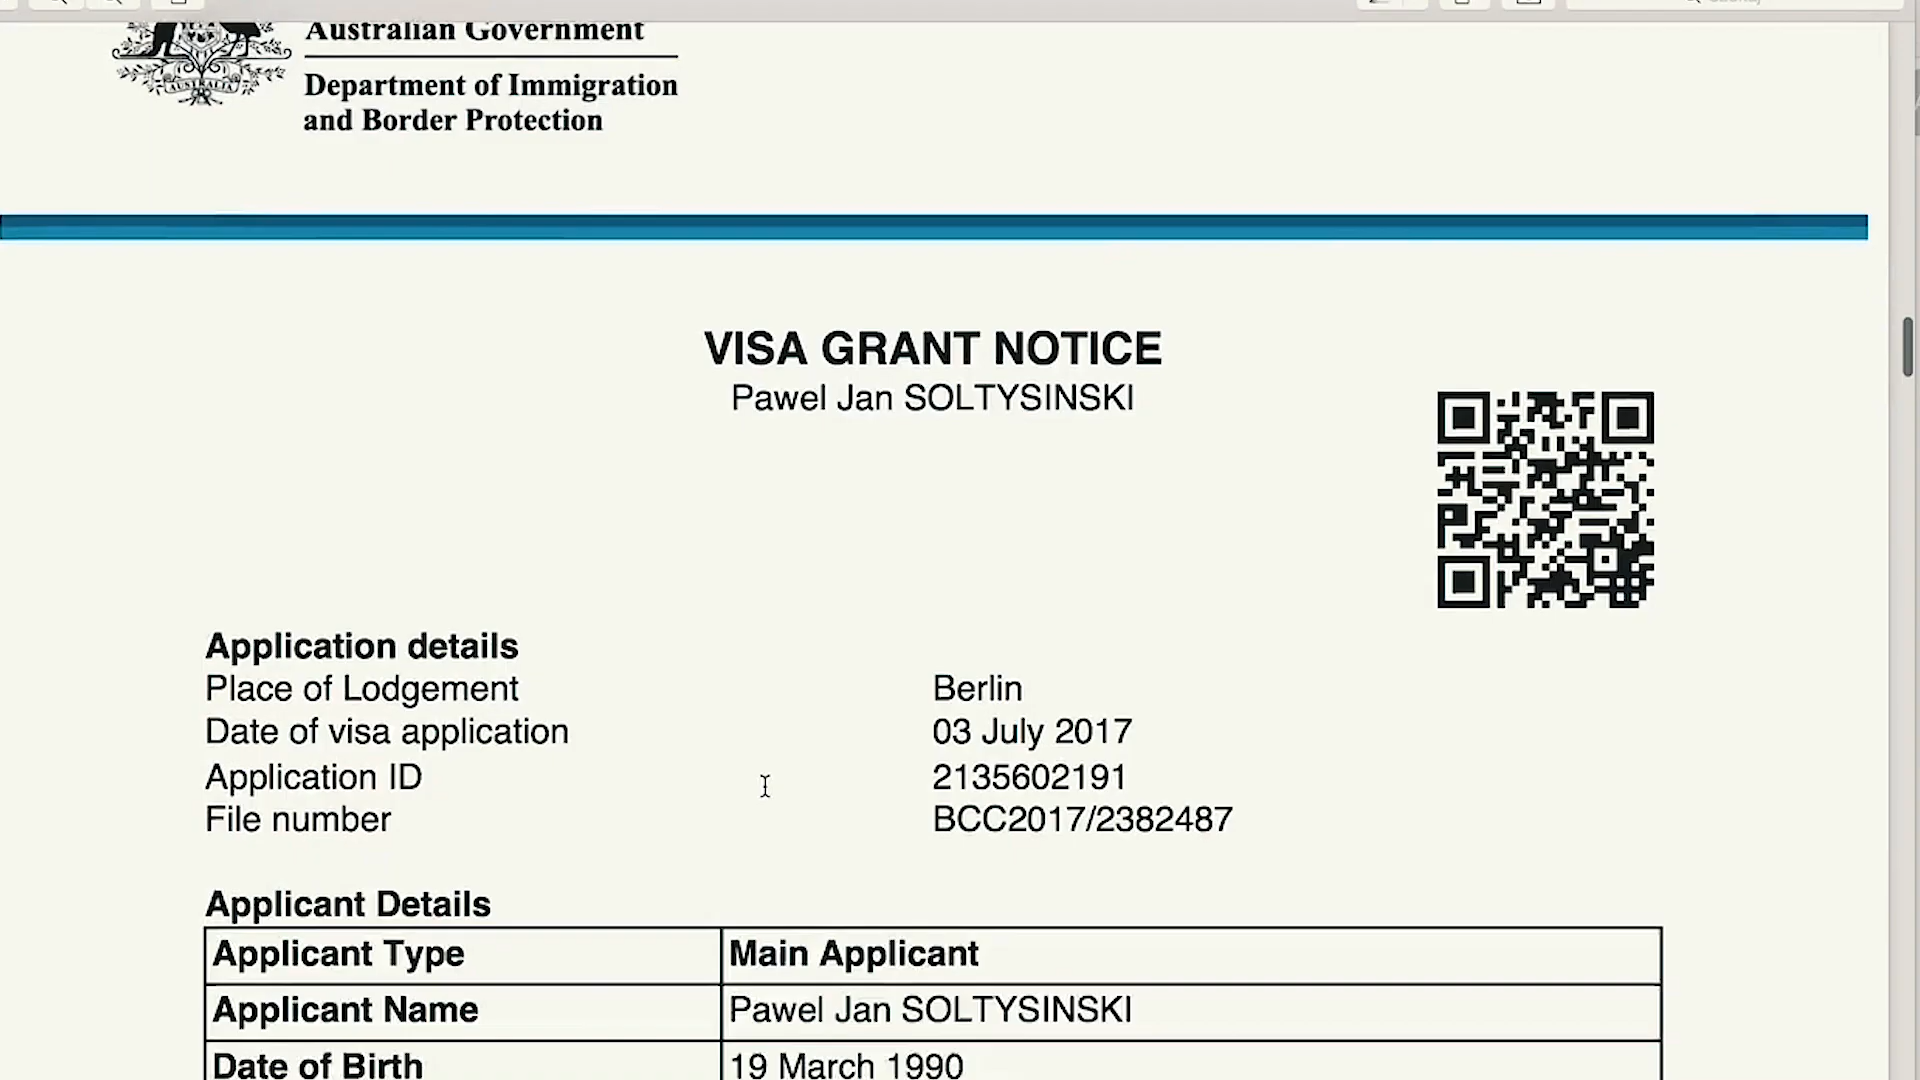 Australian Government
Department of Immigration
and Border Protection
AUSTRALIA
VISA GRANT NOTICE
Pawel Jan SOLTYSINSKI
Application details
Place of Lodgement Berlin
Date of visa application 03 July 2017
Application ID 2135602191
File number BCC2017/2382487
Applicant Details
Applicant Type Main Applicant
Applicant Name Pawel Jan SOLTYSINSKI
Date of Birth 19 March 1990